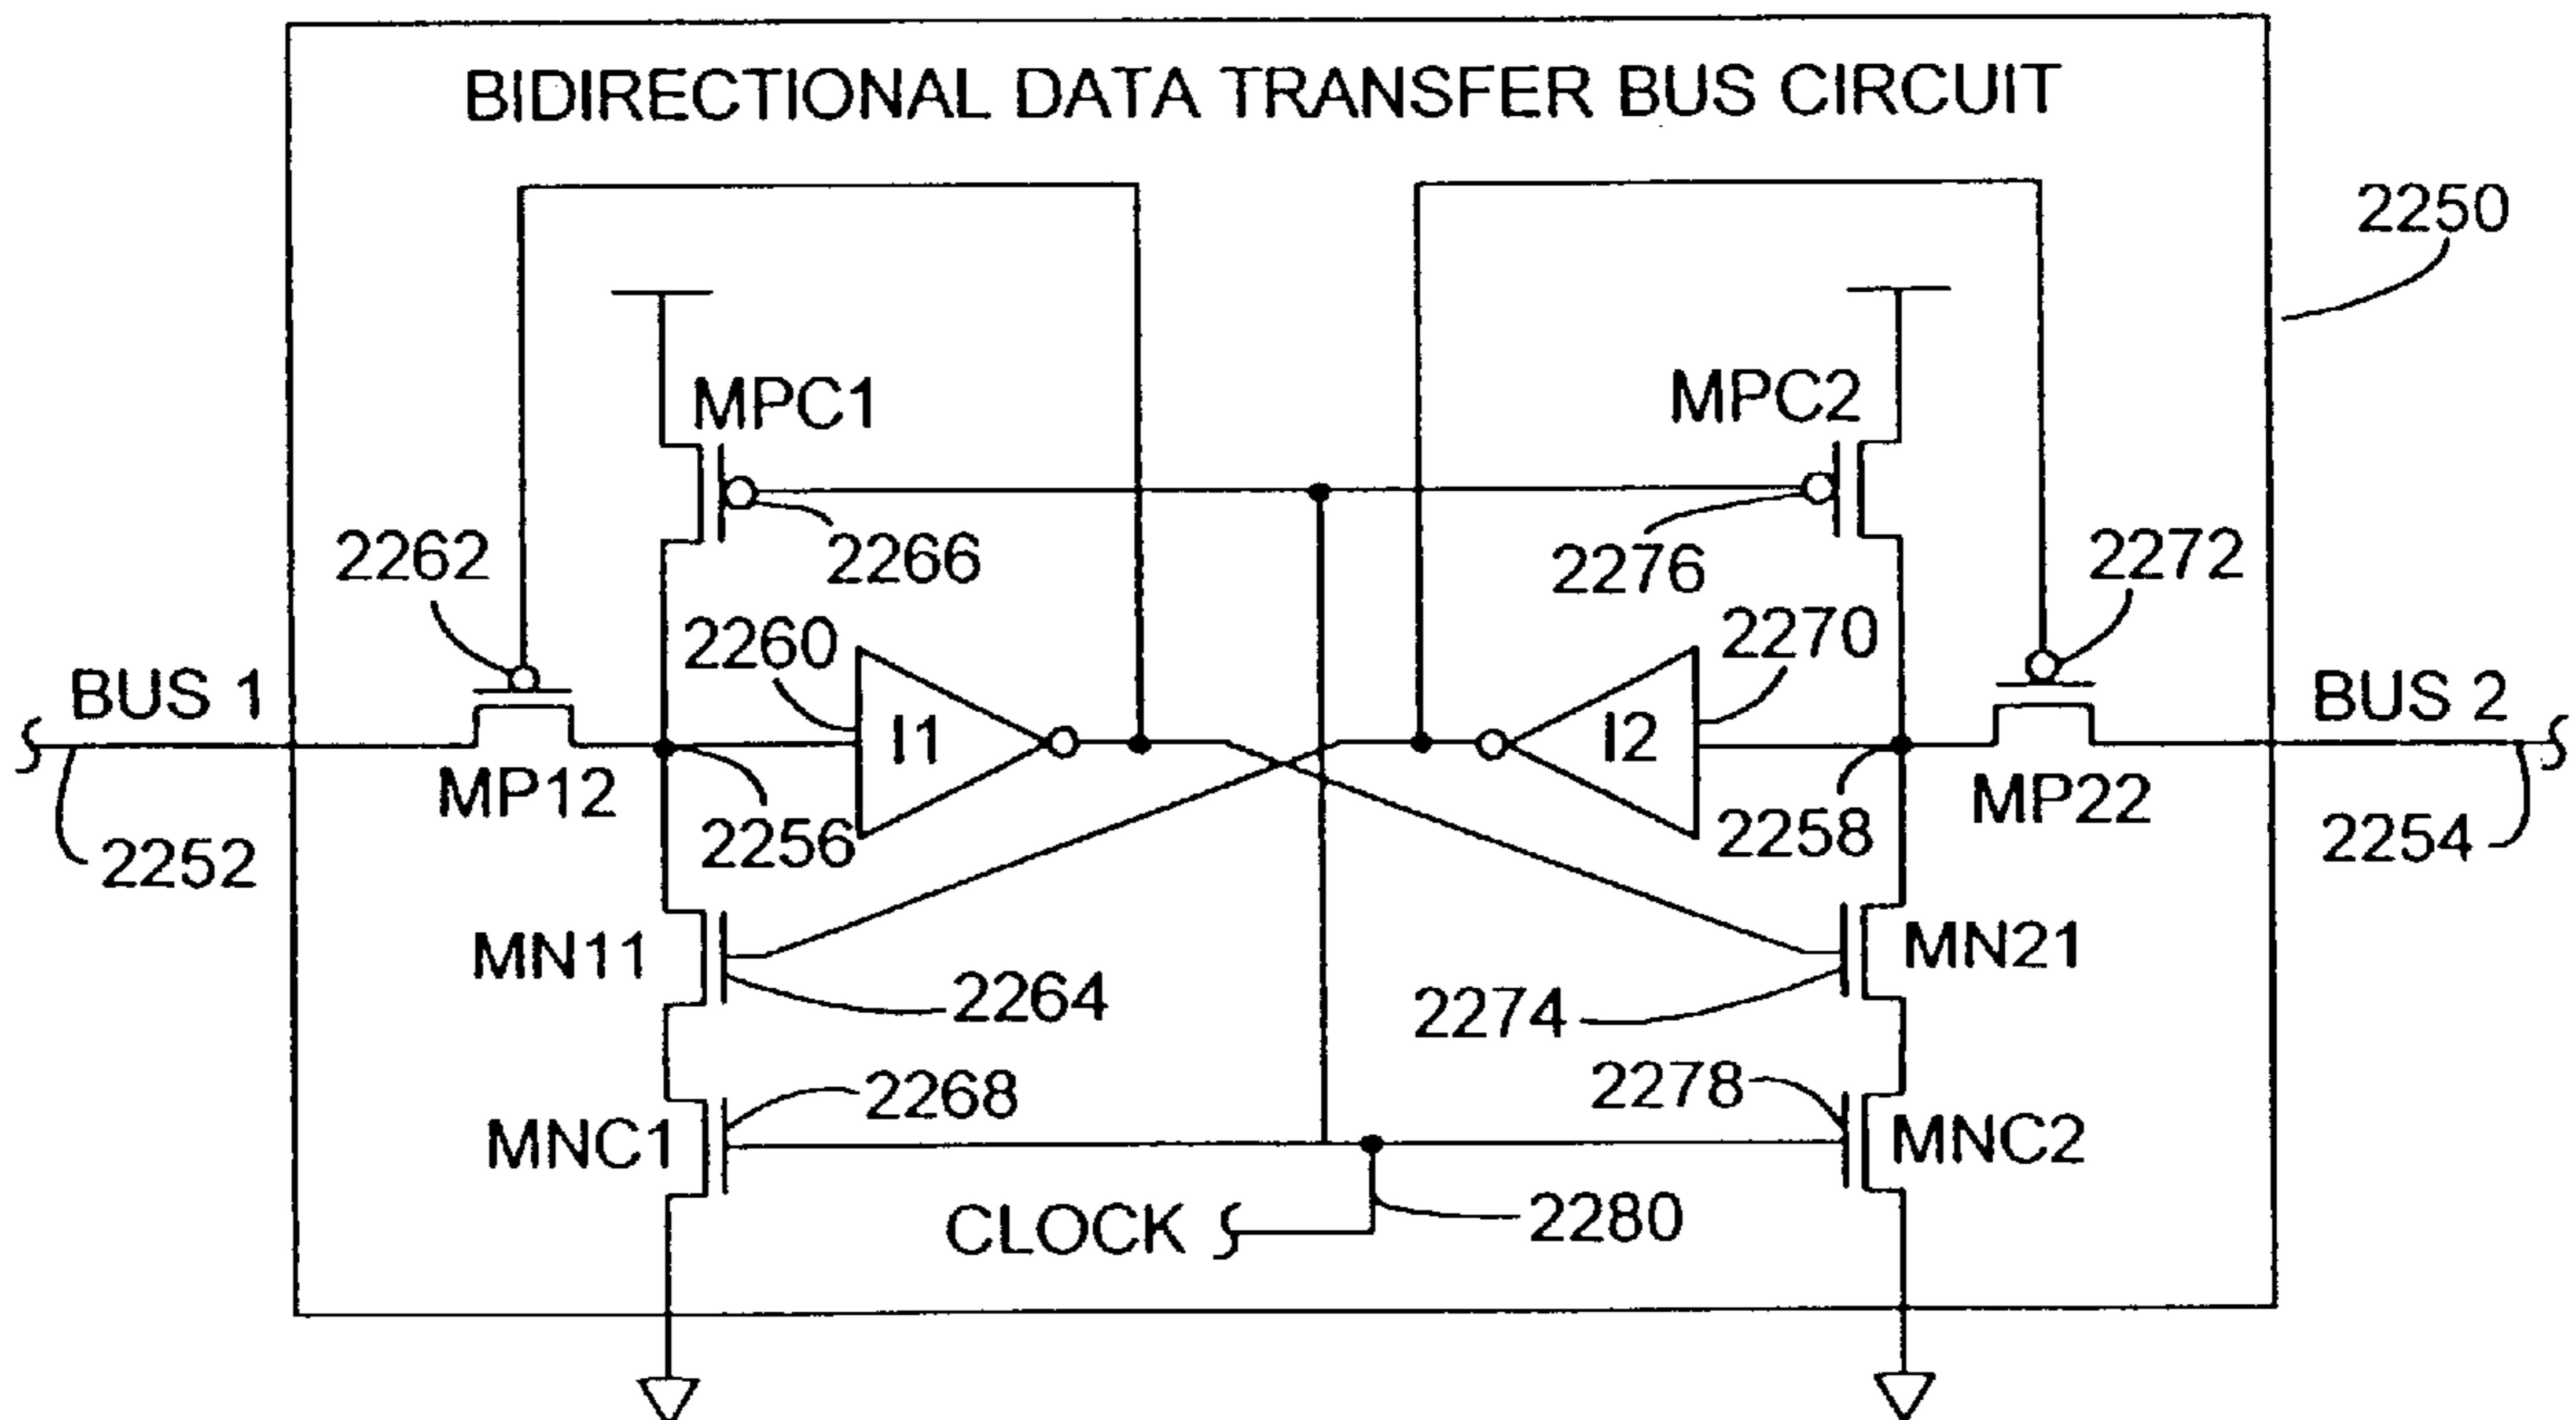 BIDIRECTIONAL DATA TRANSFER BUS CIRCUIT
2250
MPC1
MPC2
2262
2266
2276
2272
2260
2270
BUS 1
I1
I2
BUS 2
MP12
2256
2258
MP22
2252
2254
MN11
MN21
2264
2274
2268
2278
MNC1
MNC2
CLOCK
2280